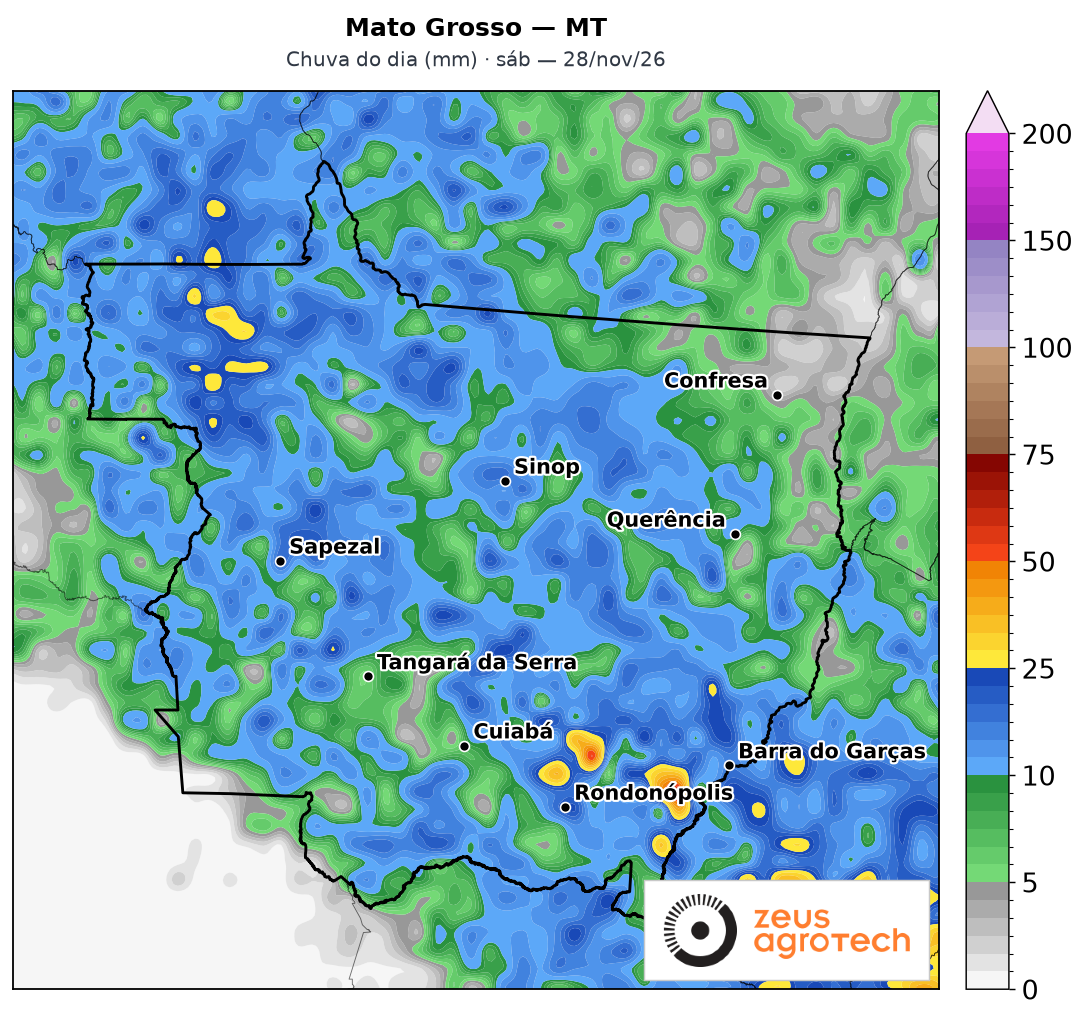 Mato Grosso — MT
Chuva do dia (mm) · sáb — 28/nov/26
200
150
100
75
50
25
10
5
0
Confresa
Sinop
Querência
Sapezal
Tangará da Serra
Cuiabá
Barra do Garças
Rondonópolis
zeus
agrotech